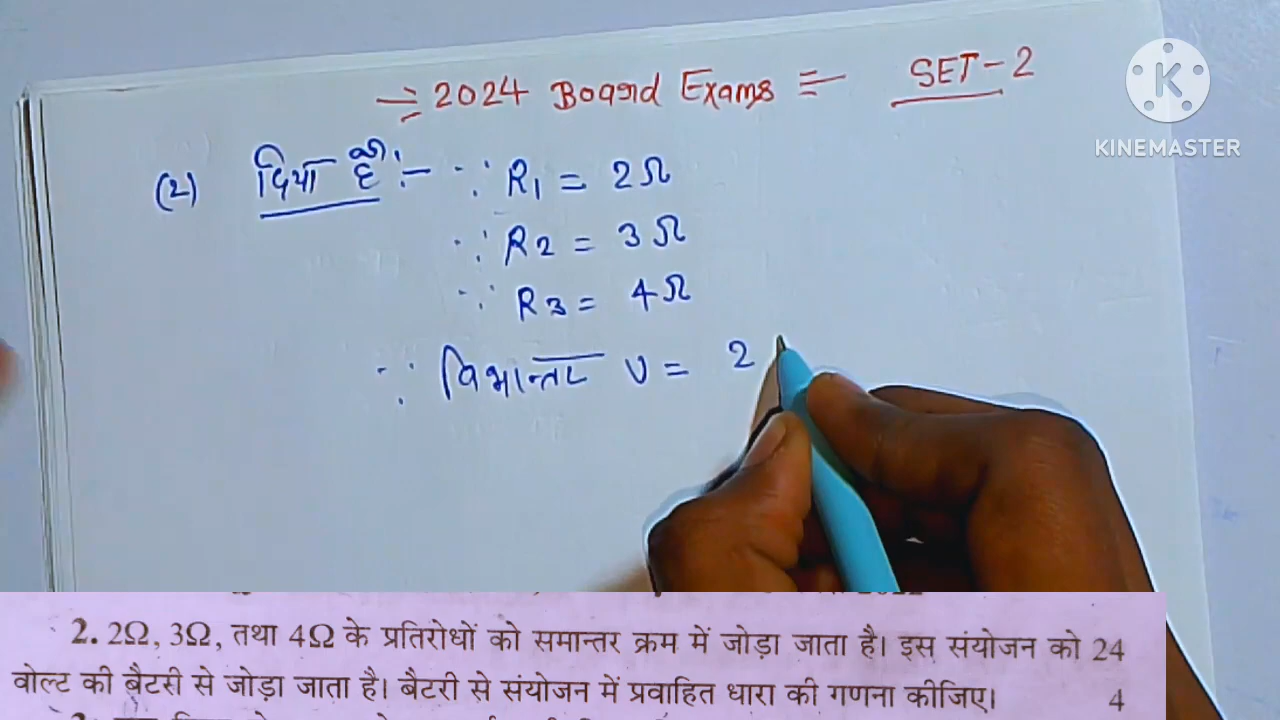 = 2024 Board Exams = SET-2
KINEMASTER
(2) दिया है :- ∵ R1 = 2Ω
∵ R2 = 3Ω
∵ R3 = 4Ω
∵ विभान्तर V = 2
2. 2Ω, 3Ω, तथा 4Ω के प्रतिरोधों को समान्तर क्रम में जोड़ा जाता है। इस संयोजन को 24
वोल्ट की बैटरी से जोड़ा जाता है। बैटरी से संयोजन में प्रवाहित धारा की गणना कीजिए। 4